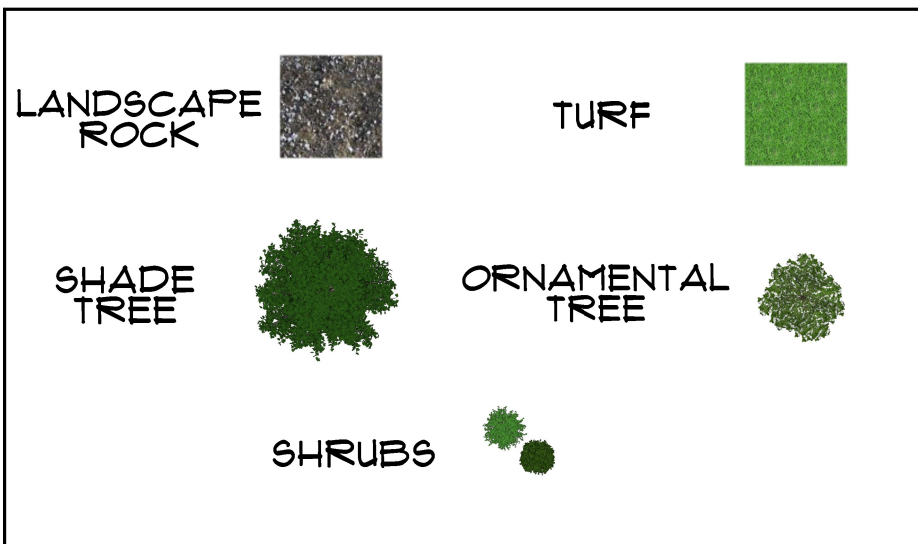 LANDSCAPE
ROCK
TURF
SHADE
TREE
ORNAMENTAL
TREE
SHRUBS